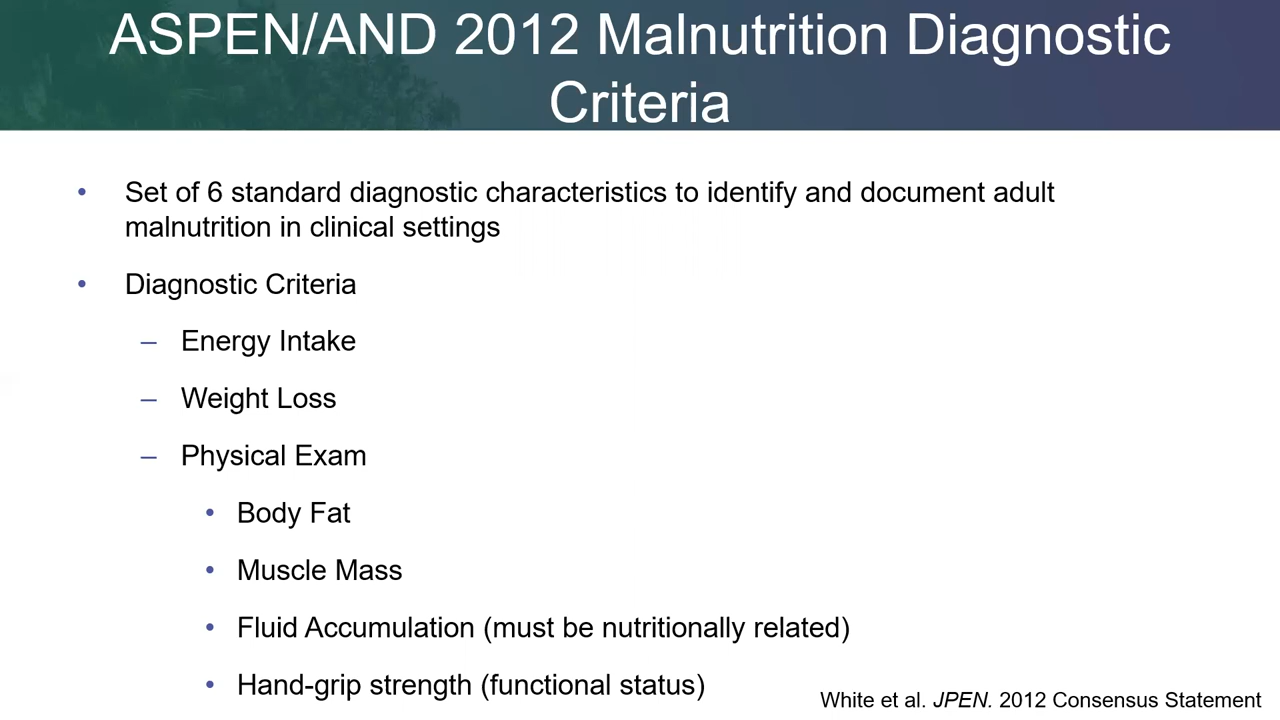 ASPEN/AND 2012 Malnutrition Diagnostic
Criteria
• Set of 6 standard diagnostic characteristics to identify and document adult
malnutrition in clinical settings
• Diagnostic Criteria
– Energy Intake
– Weight Loss
– Physical Exam
• Body Fat
• Muscle Mass
• Fluid Accumulation (must be nutritionally related)
• Hand-grip strength (functional status)
White et al. JPEN. 2012 Consensus Statement